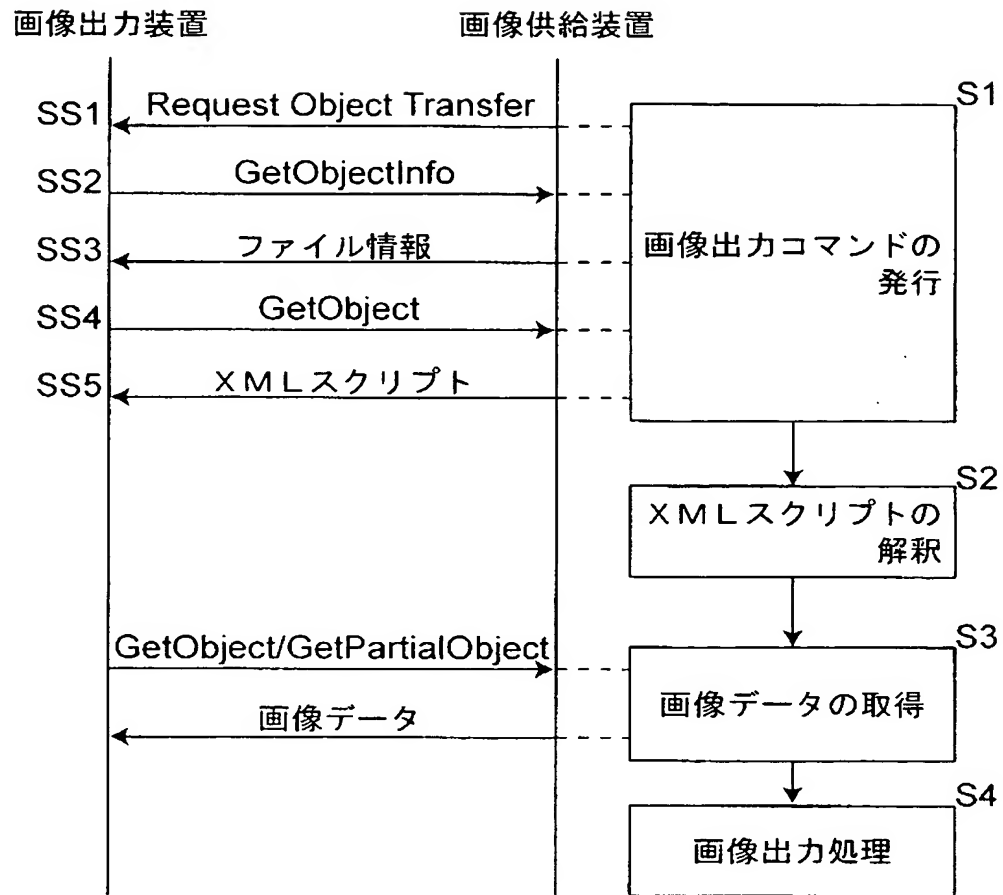 画像出力装置
画像供給装置
SS1
Request Object Transfer
S1
SS2
GetObjectInfo
SS3
ファイル情報
画像出力コマンドの
発行
SS4
GetObject
SS5
XMLスクリプト
S2
XMLスクリプトの
解釈
GetObject/GetPartialObject
S3
画像データの取得
画像データ
S4
画像出力処理